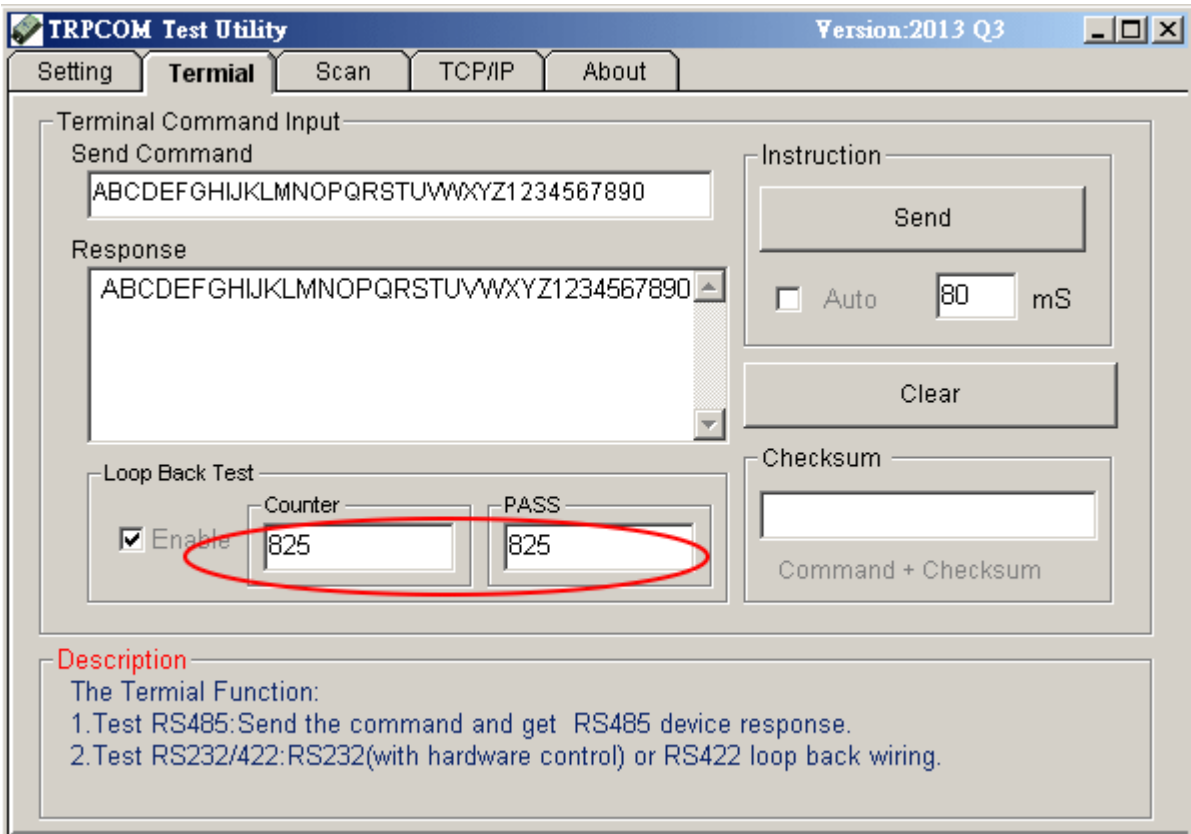 TRPCOM Test Utility Version:2013 Q3
Setting Termial Scan TCP/IP About
Terminal Command Input
Send Command
ABCDEFGHIJKLMNOPQRSTUVWXYZ1234567890
Response
ABCDEFGHIJKLMNOPQRSTUVWXYZ1234567890
Instruction
Send
Auto 80 mS
Clear
Loop Back Test
Enable
Counter
825
PASS
825
Checksum
Command + Checksum
Description
The Termial Function:
1.Test RS485:Send the command and get RS485 device response.
2.Test RS232/422:RS232(with hardware control) or RS422 loop back wiring.